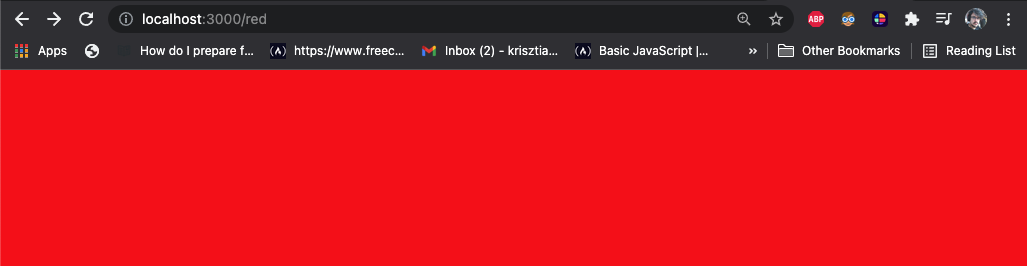 localhost:3000/red
ABP
Apps How do I prepare f... https://www.freec... Inbox (2) - krisztia... Basic JavaScript |... » Other Bookmarks Reading List